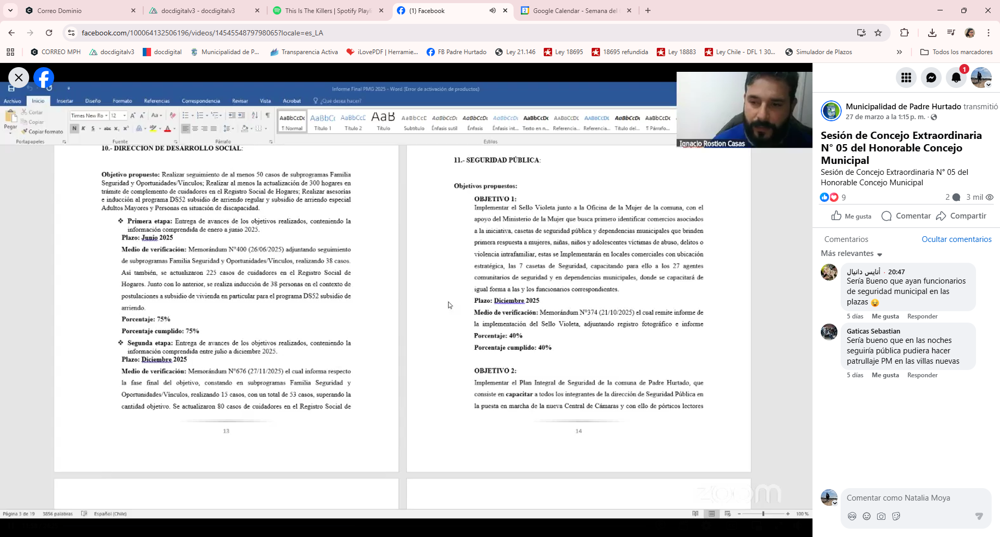 Correo Dominio
docdigitalv3 - docdigitalv3
This Is The Killers | Spotify Playli
(1) Facebook
Google Calendar - Semana del
facebook.com/100064132506196/videos/1454554879798065?locale=es_LA
CORREO MPH
docdigitalv3
docdigital
Municipalidad de P...
Transparencia Activa
iLovePDF | Herramie...
FB Padre Hurtado
Ley 21.146
Ley 18695
18695 refundida
Ley 18883
Ley Chile - DFL 1 30...
Simulador de Plazos
Todos los marcadores
Informe Final PMG 2025 - Word (Error de activación de productos)
Archivo
Inicio
Insertar
Diseño
Formato
Referencias
Correspondencia
Revisar
Vista
Acrobat
¿Qué desea hacer?
Pegar
Cortar
Copiar
Copiar formato
Portapapeles
Times New Ro
12
Fuente
Párrafo
¶ Normal
Título 1
Título 2
Título
Subtítulo
Énfasis sutil
Énfasis
Énfasis int...
Texto en n...
Referencia...
Referencia...
Título del...
¶ Párrafo...
Estilos
Ignacio Rostion Casas
10.- DIRECCION DE DESARROLLO SOCIAL:
Objetivo propuesto: Realizar seguimiento de al menos 50 casos de subprogramas Familia
Seguridad y Oportunidades/Vínculos; Realizar al menos la actualización de 300 hogares en
trámite de complemento de cuidadores en el Registro Social de Hogares; Realizar asesorías
e inducción al programa DS52 subsidio de arriendo regular y subsidio de arriendo especial
Adultos Mayores y Personas en situación de discapacidad.
❖ Primera etapa: Entrega de avances de los objetivos realizados, conteniendo la
información comprendida de enero a junio 2025.
Plazo: Junio 2025
Medio de verificación: Memorándum N°400 (26/06/2025) adjuntando seguimiento
de subprogramas Familia Seguridad y Oportunidades/Vínculos, realizando 38 casos.
Así también, se actualizaron 225 casos de cuidadores en el Registro Social de
Hogares. Junto con lo anterior, se realiza inducción de 38 personas en el contexto de
postulaciones a subsidio de vivienda en particular para el programa DS52 subsidio de
arriendo.
Porcentaje: 75%
Porcentaje cumplido: 75%
❖ Segunda etapa: Entrega de avances de los objetivos realizados, conteniendo la
información comprendida entre julio a diciembre 2025.
Plazo: Diciembre 2025
Medio de verificación: Memorándum N°676 (27/11/2025) el cual informa respecto
la fase final del objetivo, constando en subprogramas Familia Seguridad y
Oportunidades/Vínculos, realizando 15 casos, con un total de 53 casos, superando la
cantidad objetivo. Se actualizaron 80 casos de cuidadores en el Registro Social de
13
11.- SEGURIDAD PÚBLICA:
Objetivos propuestos:
OBJETIVO 1:
Implementar el Sello Violeta junto a la Oficina de la Mujer de la comuna, con el
apoyo del Ministerio de la Mujer que busca primero identificar comercios asociados
a la iniciativa, casetas de seguridad pública y dependencias municipales que brinden
primera respuesta a mujeres, niñas, niños y adolescentes víctimas de abuso, delitos o
violencia intrafamiliar, estas se Implementarán en locales comerciales con ubicación
estratégica, las 7 casetas de Seguridad, capacitando para ello a los 27 agentes
comunitarios de seguridad y en dependencias municipales, donde se capacitará de
igual forma a las y los funcionarios correspondientes.
Plazo: Diciembre 2025
Medio de verificación: Memorándum N°374 (21/10/2025) el cual remite informe de
la implementación del Sello Violeta, adjuntando registro fotográfico e informe
Porcentaje: 40%
Porcentaje cumplido: 40%
OBJETIVO 2:
Implementar el Plan Integral de Seguridad de la comuna de Padre Hurtado, que
consiste en capacitar a todos los integrantes de la dirección de Seguridad Pública en
la puesta en marcha de la nueva Central de Cámaras y con ello de pórticos lectores
14
zoom
Página 3 de 19
3856 palabras
Español (Chile)
100 %
1
Municipalidad de Padre Hurtado transmitió
27 de marzo a la 1:15 p. m. ·
Sesión de Concejo Extraordinaria
N° 05 del Honorable Concejo
Municipal
Sesión de Concejo Extraordinaria N° 05 del
Honorable Concejo Municipal
9
2
3 mil
Me gusta
Comentar
Compartir
Comentarios
Ocultar comentarios
Más relevantes
أنايس دانيال · 20:47
Sería Bueno que ayan funcionarios
de seguridad municipal en las
plazas 😌
5 días Me gusta Responder
Gaticas Sebastian
Sería bueno que en las noches
seguiría pública pudiera hacer
patrullaje PM en las villas nuevas
5 días Me gusta Responder
Comentar como Natalia Moya